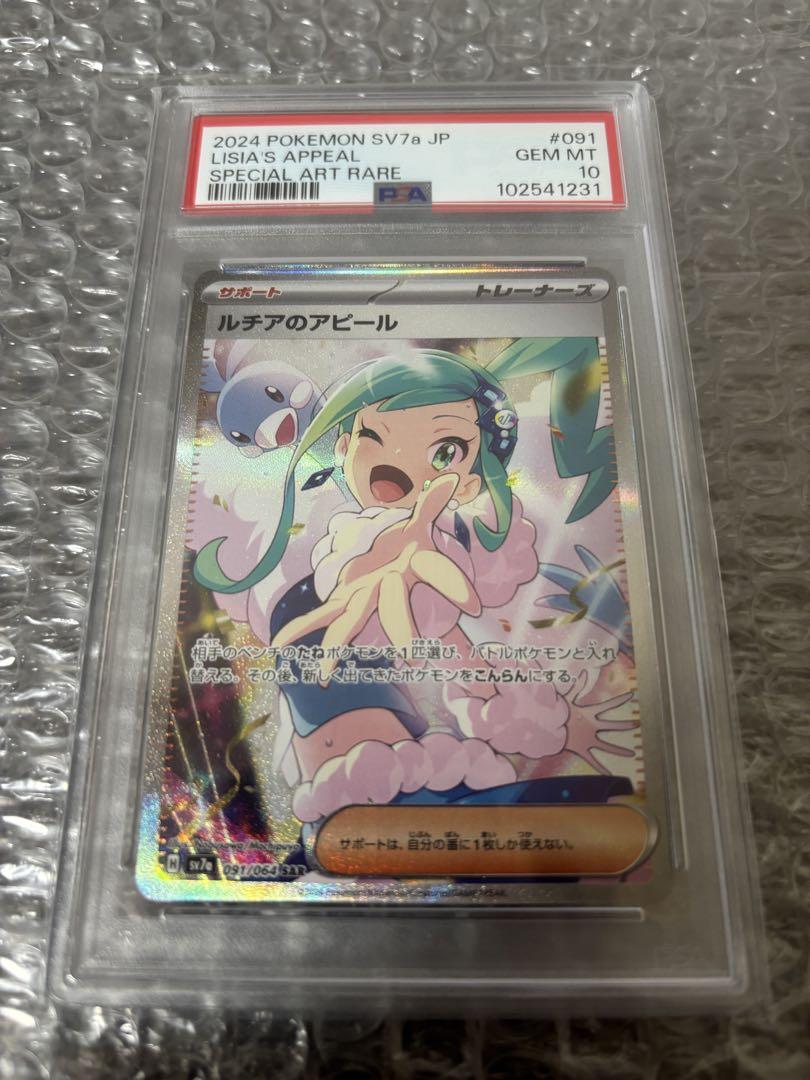 2024 POKEMON SV7a JP #091
LISIA'S APPEAL GEM MT
SPECIAL ART RARE 10
PSA 102541231
サポート トレーナーズ
ルチアのアピール
相手のベンチのたねポケモンを1匹選び、バトルポケモンと入れ
替える。その後、新しく出てきたポケモンをこんらんにする。
サポートは、自分の番に1枚しか使えない。
Nobusawa/Mochipuyo
H sv7a 091/064 SAR